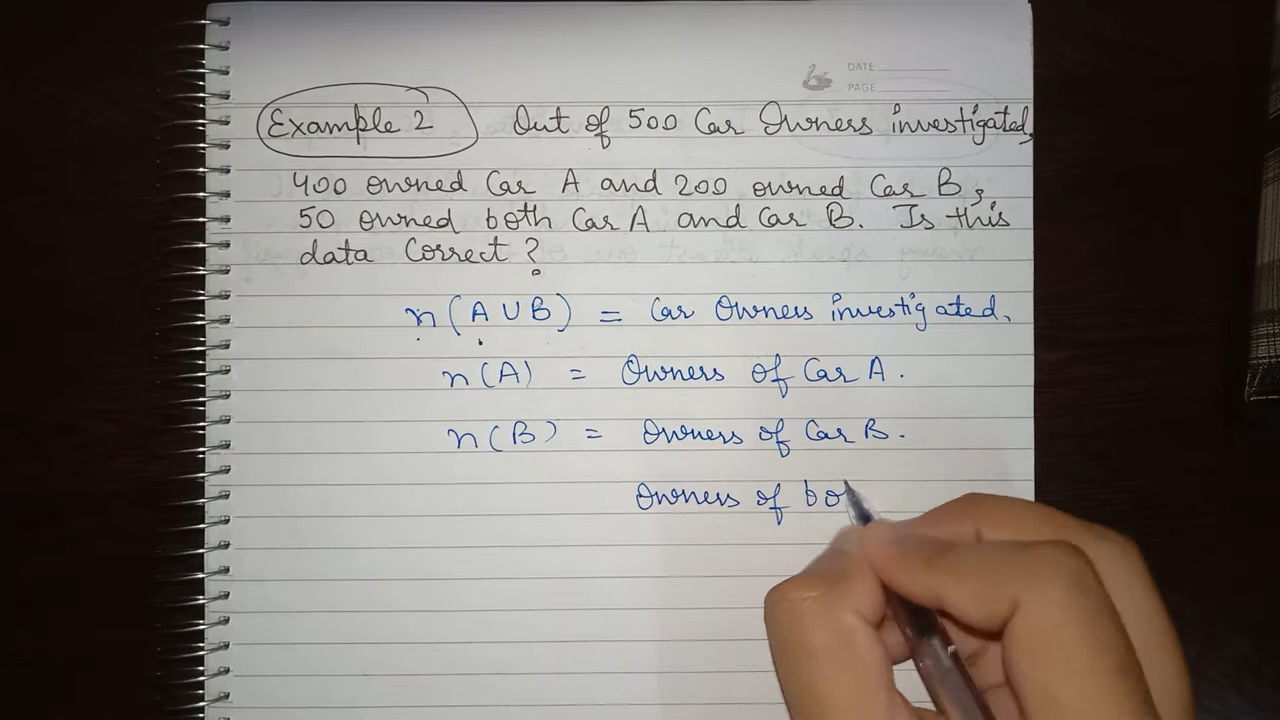 DATE
PAGE
Example 2 Out of 500 Car Owners investigated,
400 owned Car A and 200 owned Car B,
50 owned both Car A and Car B. Is this
data Correct ?
n(A∪B) = Car Owners investigated.
n(A) = Owners of Car A.
n(B) = Owners of Car B.
Owners of bo